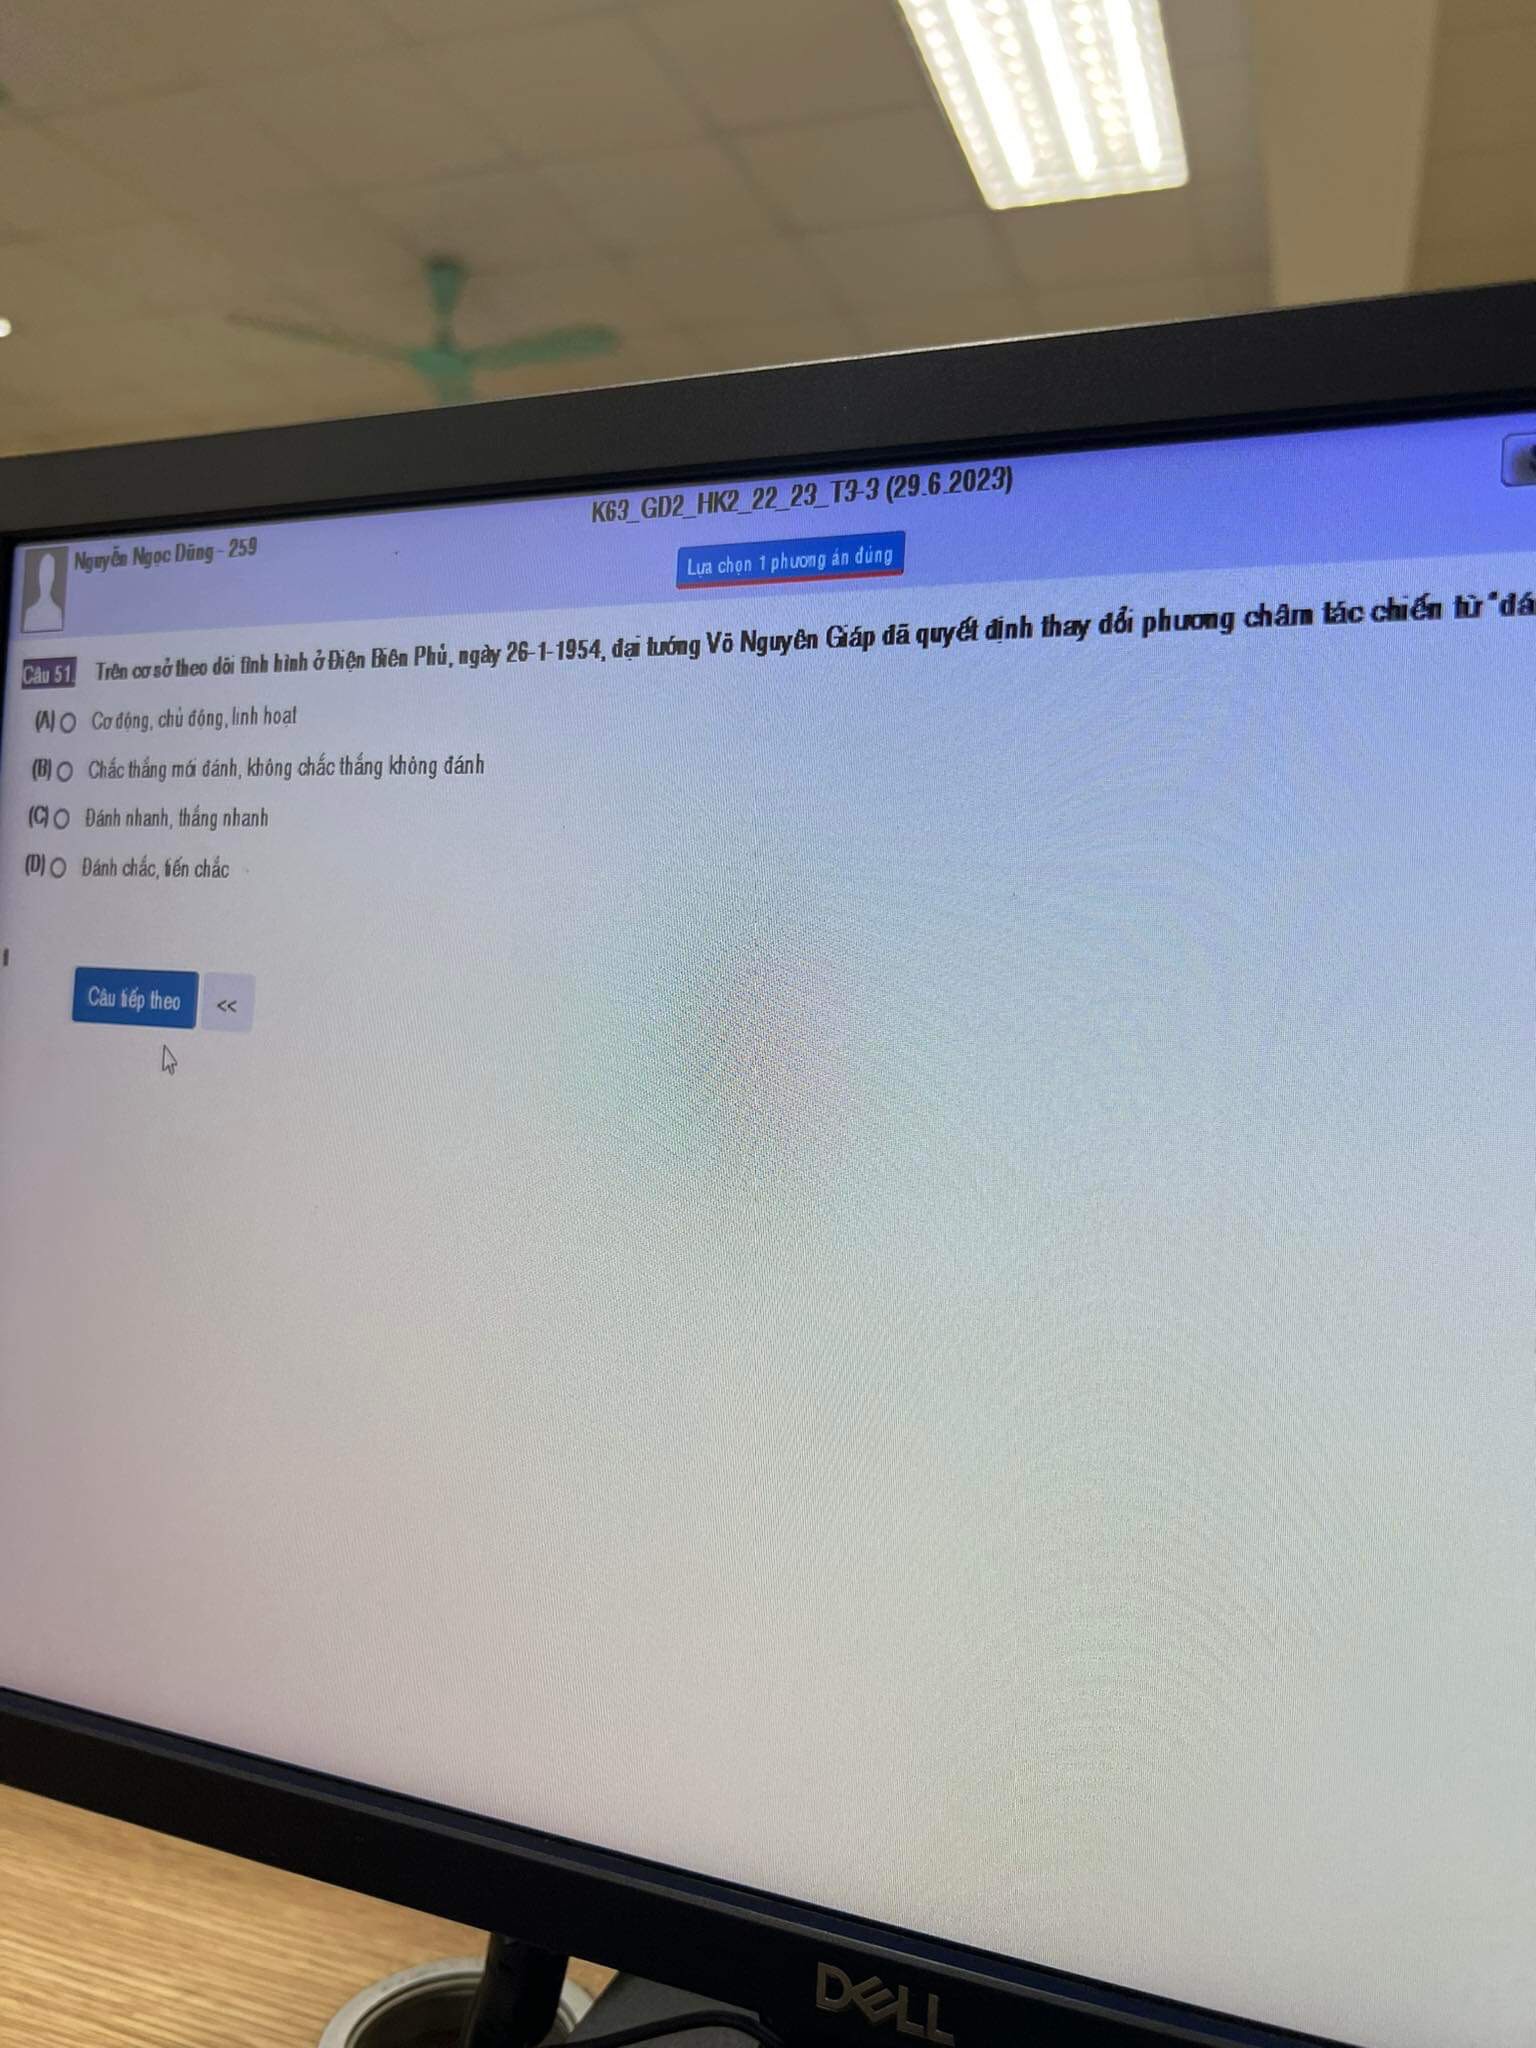 K63_GD2_HK2_22_23_T3-3 (29.6.2023)
Nguyễn Ngọc Dũng - 259
Lựa chọn 1 phương án đúng
Câu 51. Trên cơ sở theo dõi tình hình ở Điện Biên Phủ, ngày 26-1-1954, đại tướng Võ Nguyên Giáp đã quyết định thay đổi phương châm tác chiến từ "đá
(A) Cơ động, chủ động, linh hoạt
(B) Chắc thắng mới đánh, không chắc thắng không đánh
(C) Đánh nhanh, thắng nhanh
(D) Đánh chắc, tiến chắc
Câu tiếp theo <<
DELL